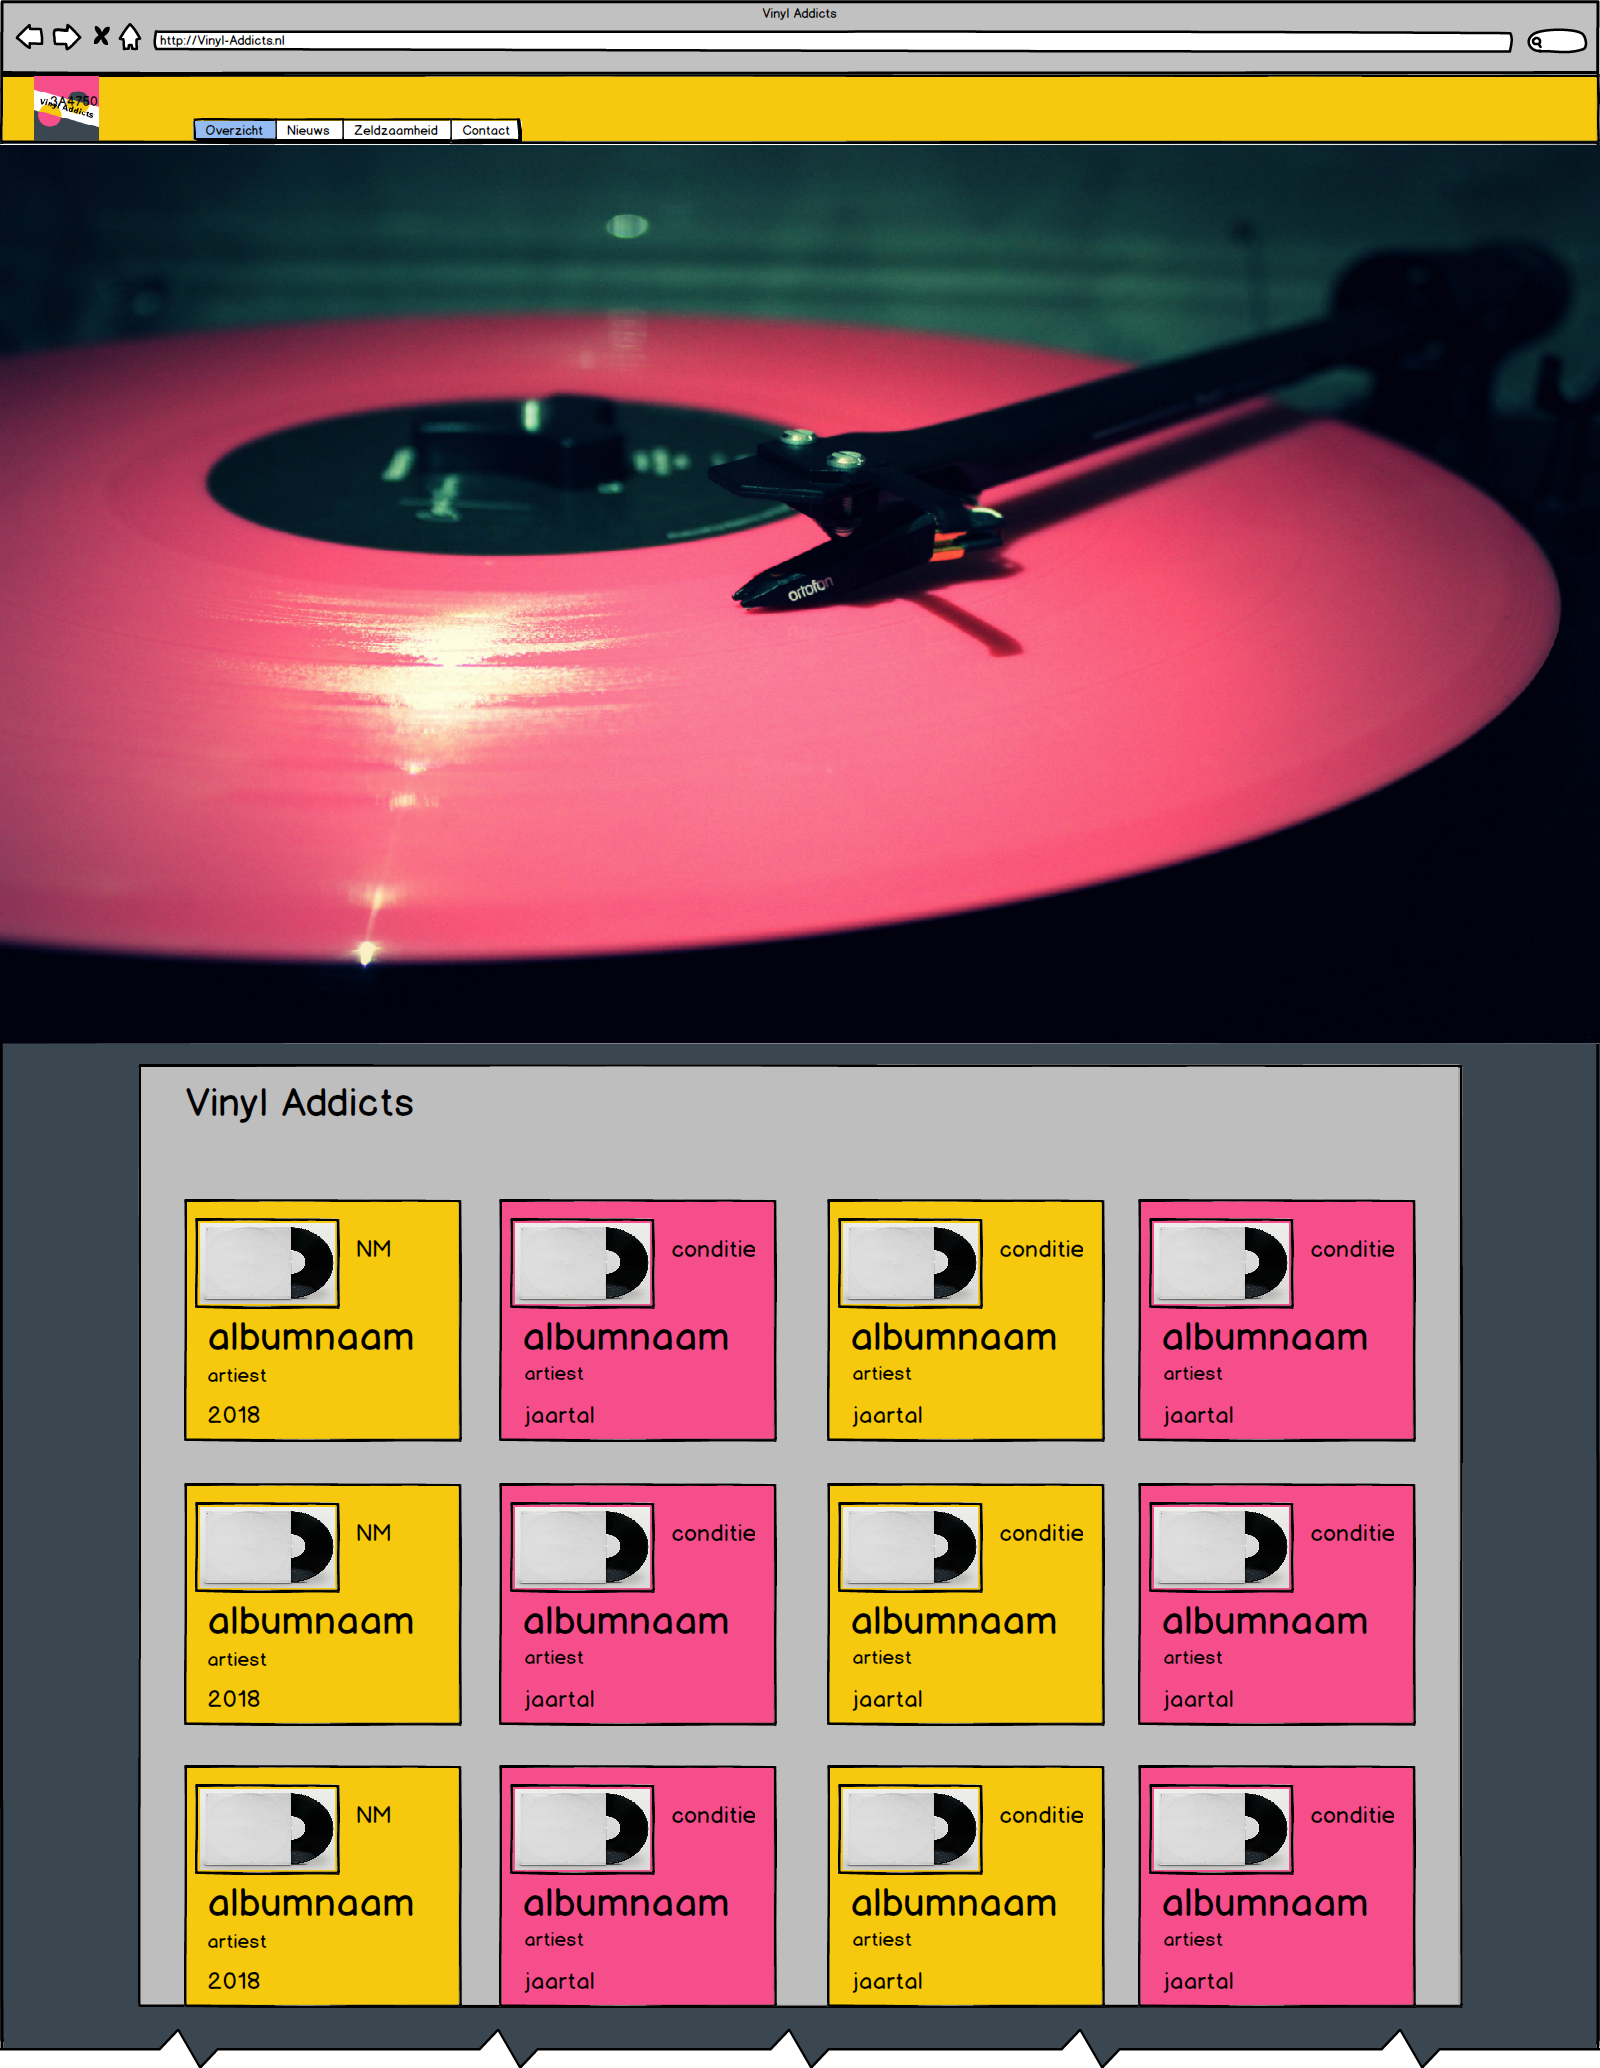 Vinyl Addicts
http://Vinyl-Addicts.nl
3A4750
Vinyl Addicts
Overzicht Nieuws Zeldzaamheid Contact
ortofon
Vinyl Addicts
NM conditie conditie conditie
albumnaam albumnaam albumnaam albumnaam
artiest artiest artiest artiest
2018 jaartal jaartal jaartal
NM conditie conditie conditie
albumnaam albumnaam albumnaam albumnaam
artiest artiest artiest artiest
2018 jaartal jaartal jaartal
NM conditie conditie conditie
albumnaam albumnaam albumnaam albumnaam
artiest artiest artiest artiest
2018 jaartal jaartal jaartal